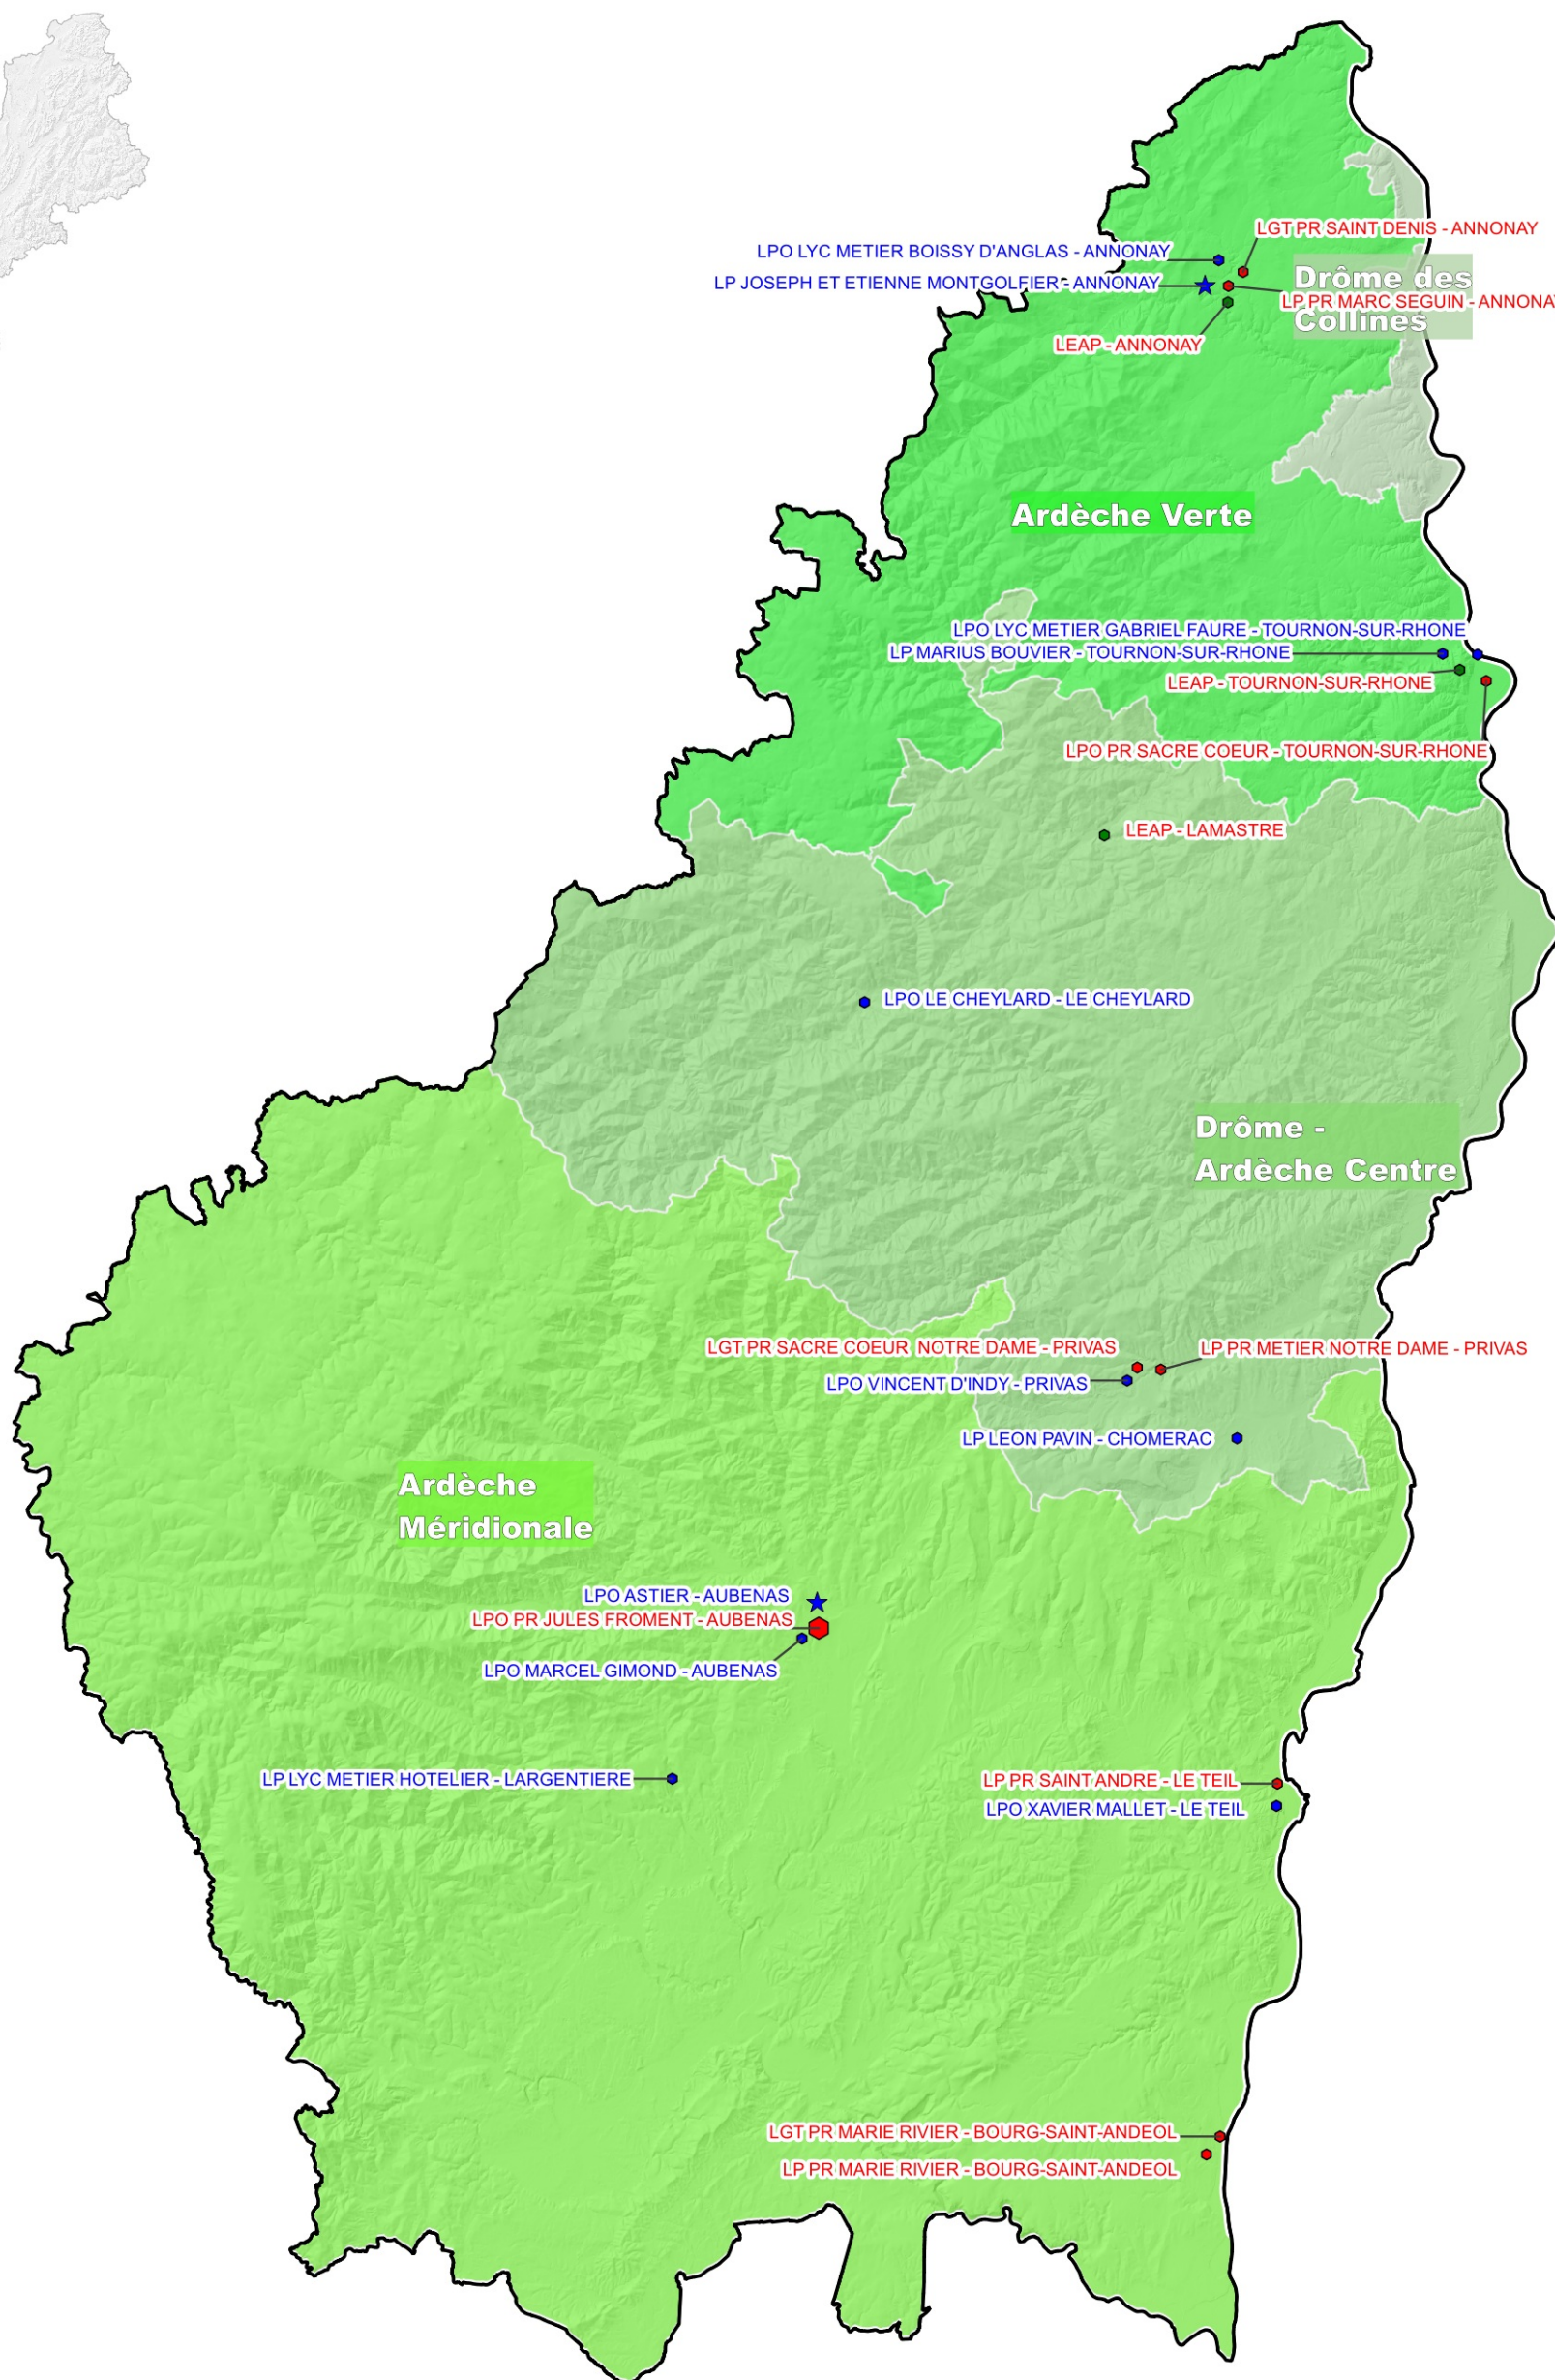 LGT PR SAINT DENIS - ANNONAY
LPO LYC METIER BOISSY D'ANGLAS - ANNONAY
LP JOSEPH ET ETIENNE MONTGOLFIER - ANNONAY
Drôme des
LP PR MARC SEGUIN - ANNONAY
Collines
LEAP - ANNONAY
Ardèche Verte
LPO LYC METIER GABRIEL FAURE - TOURNON-SUR-RHONE
LP MARIUS BOUVIER - TOURNON-SUR-RHONE
LEAP - TOURNON-SUR-RHONE
LPO PR SACRE COEUR - TOURNON-SUR-RHONE
LEAP - LAMASTRE
LPO LE CHEYLARD - LE CHEYLARD
Drôme -
Ardèche Centre
LGT PR SACRE COEUR  NOTRE DAME - PRIVAS
LP PR METIER NOTRE DAME - PRIVAS
LPO VINCENT D'INDY - PRIVAS
LP LEON PAVIN - CHOMERAC
Ardèche
Méridionale
LPO ASTIER - AUBENAS
LPO PR JULES FROMENT - AUBENAS
LPO MARCEL GIMOND - AUBENAS
LP LYC METIER HOTELIER - LARGENTIERE
LP PR SAINT ANDRE - LE TEIL
LPO XAVIER MALLET - LE TEIL
LGT PR MARIE RIVIER - BOURG-SAINT-ANDEOL
LP PR MARIE RIVIER - BOURG-SAINT-ANDEOL